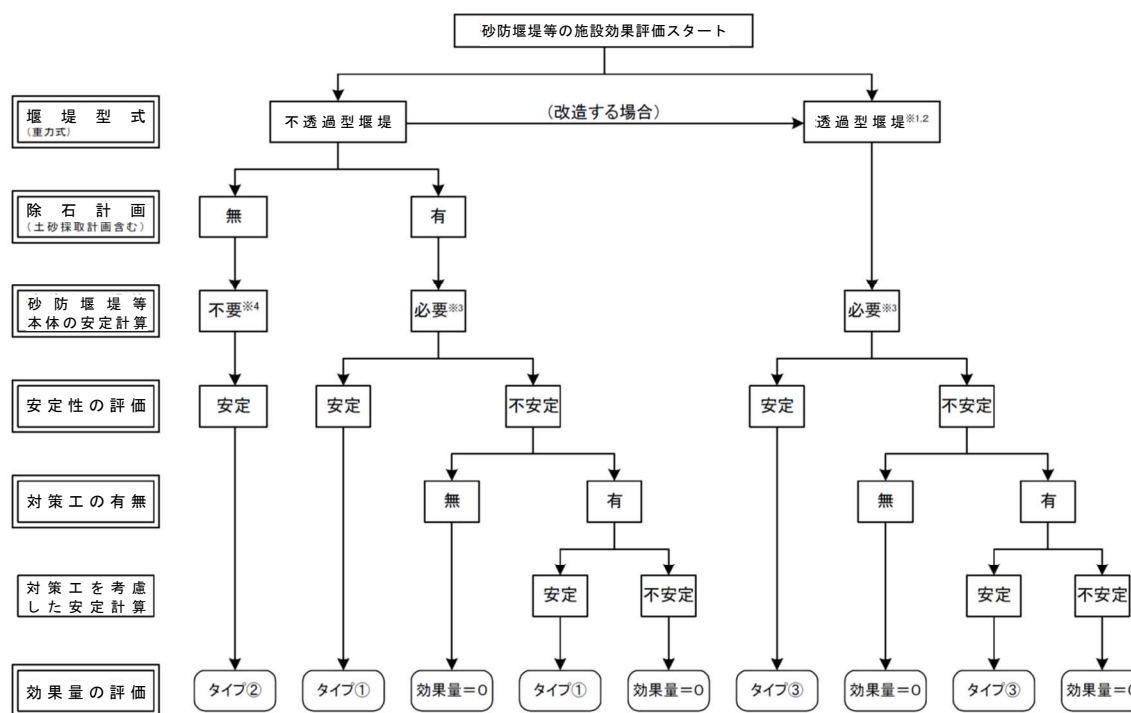 砂防堰堤等の施設効果評価スタート
堰堤型式
(重力式)
不透過型堰堤
(改造する場合)
透過型堰堤※1,2
除石計画
(土砂採取計画含む)
無
有
砂防堰堤等
本体の安定計算
不要※4
必要※3
必要※3
安定性の評価
安定
安定
不安定
安定
不安定
対策工の有無
無
有
無
有
対策工を考慮
した安定計算
安定
不安定
安定
不安定
効果量の評価
タイプ②
タイプ①
効果量=0
タイプ①
効果量=0
タイプ③
効果量=0
タイプ③
効果量=0